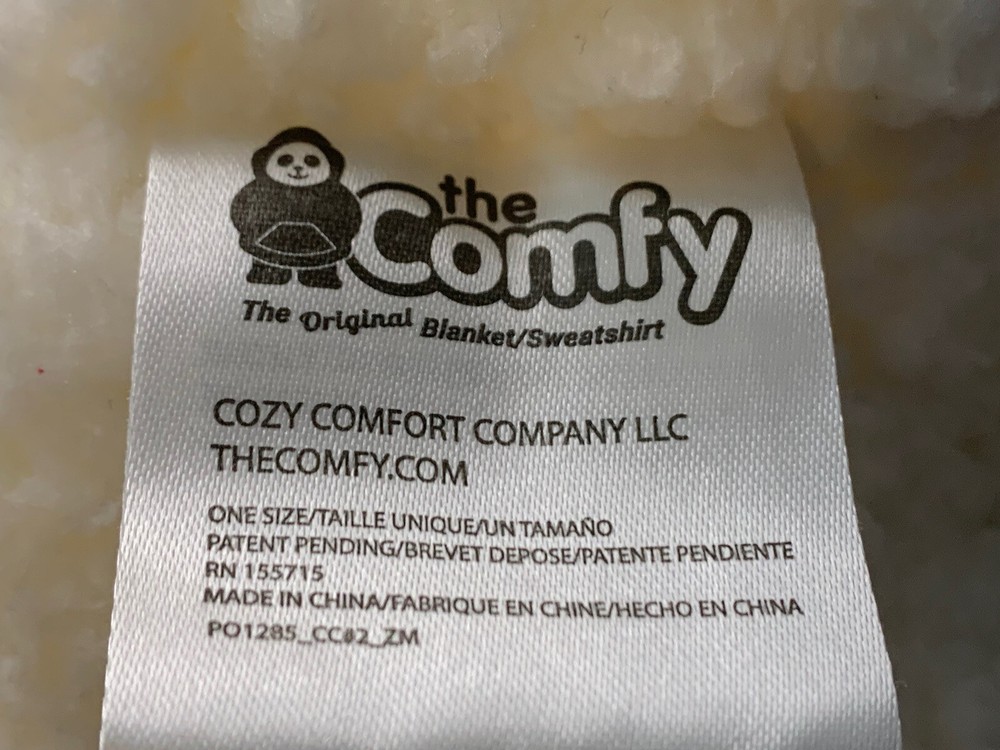 the
Comfy
The Original Blanket/Sweatshirt
COZY COMFORT COMPANY LLC
THECOMFY.COM
ONE SIZE/TAILLE UNIQUE/UN TAMAÑO
PATENT PENDING/BREVET DEPOSE/PATENTE PENDIENTE
RN 155715
MADE IN CHINA/FABRIQUE EN CHINE/HECHO EN CHINA
PO1285_CC#2_ZM